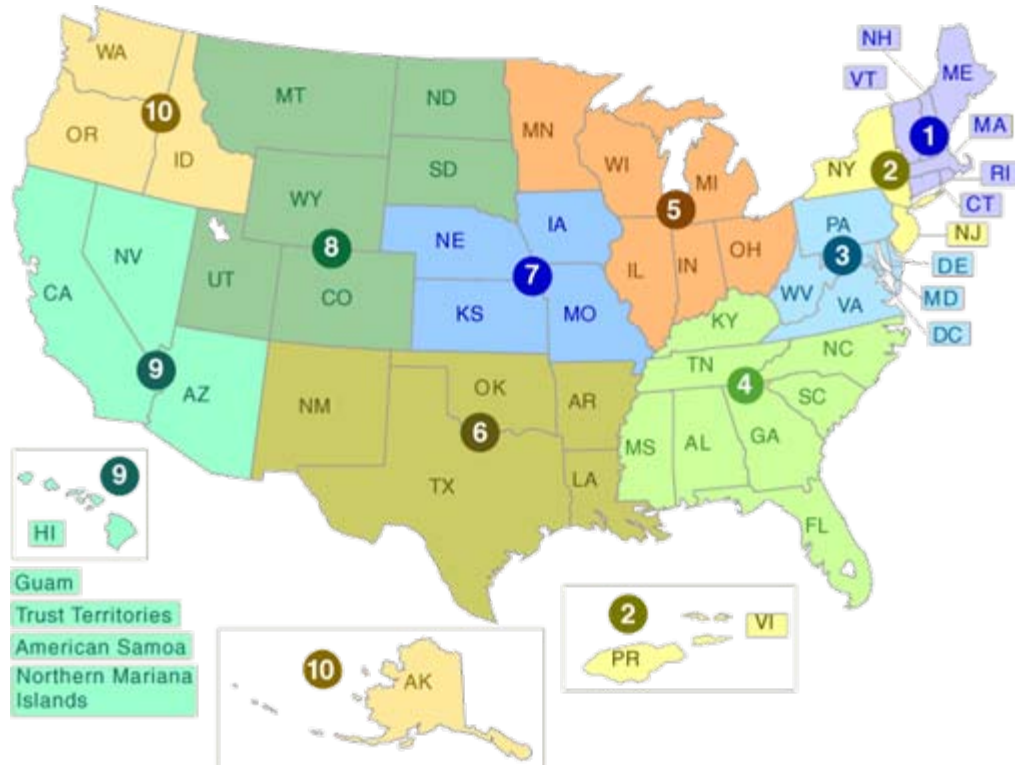 WA
MT
ND
MN
NH
VT
ME
10
OR
ID
SD
WI
MI
NY
2
1
MA
RI
CT
WY
8
5
NJ
NE
IA
PA
3
DE
NV
UT
CO
7
IL
IN
OH
WV
VA
MD
DC
CA
KS
MO
KY
9
AZ
NM
OK
AR
TN
NC
4
SC
6
MS
AL
GA
TX
LA
FL
9
HI
Guam
Trust Territories
American Samoa
Northern Mariana
Islands
10
AK
2
PR
VI